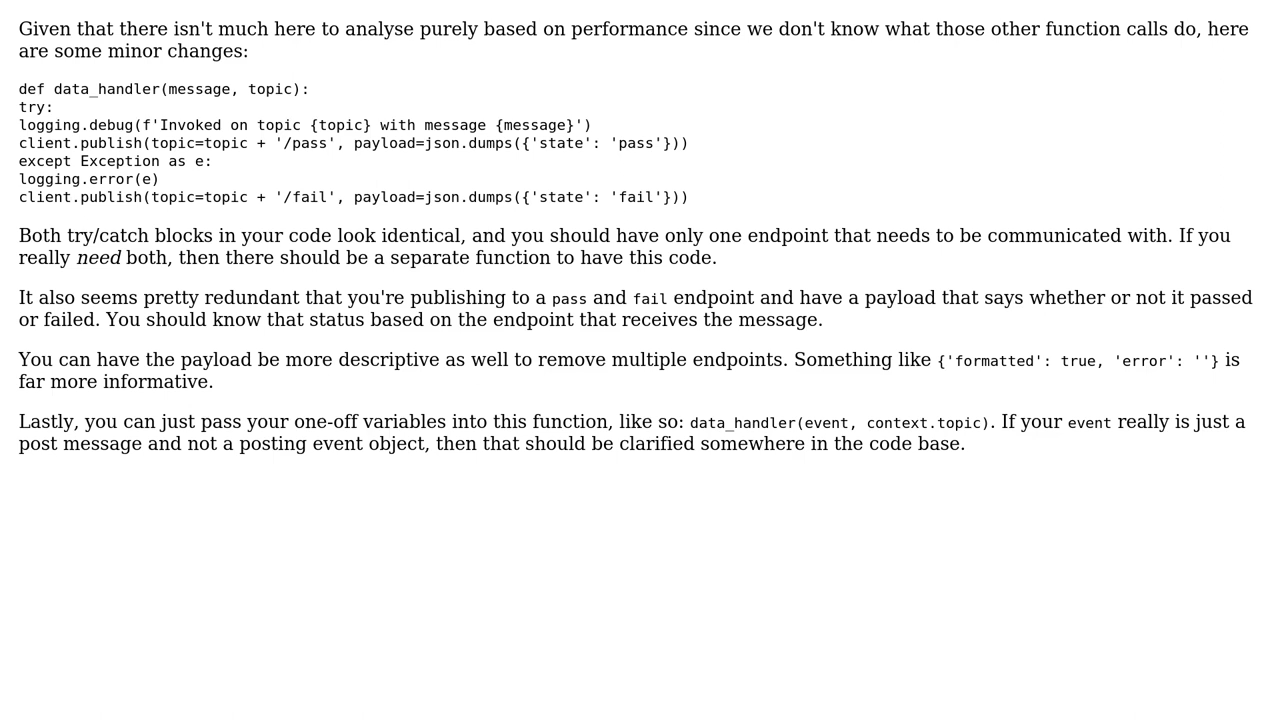 Given that there isn't much here to analyse purely based on performance since we don't know what those other function calls do, here
are some minor changes:
def data_handler(message, topic):
try:
logging.debug(f'Invoked on topic {topic} with message {message}')
client.publish(topic=topic + '/pass', payload=json.dumps({'state': 'pass'}))
except Exception as e:
logging.error(e)
client.publish(topic=topic + '/fail', payload=json.dumps({'state': 'fail'}))
Both try/catch blocks in your code look identical, and you should have only one endpoint that needs to be communicated with. If you
really need both, then there should be a separate function to have this code.
It also seems pretty redundant that you're publishing to a pass and fail endpoint and have a payload that says whether or not it passed
or failed. You should know that status based on the endpoint that receives the message.
You can have the payload be more descriptive as well to remove multiple endpoints. Something like {'formatted': true, 'error': ''} is
far more informative.
Lastly, you can just pass your one-off variables into this function, like so: data_handler(event, context.topic). If your event really is just a
post message and not a posting event object, then that should be clarified somewhere in the code base.